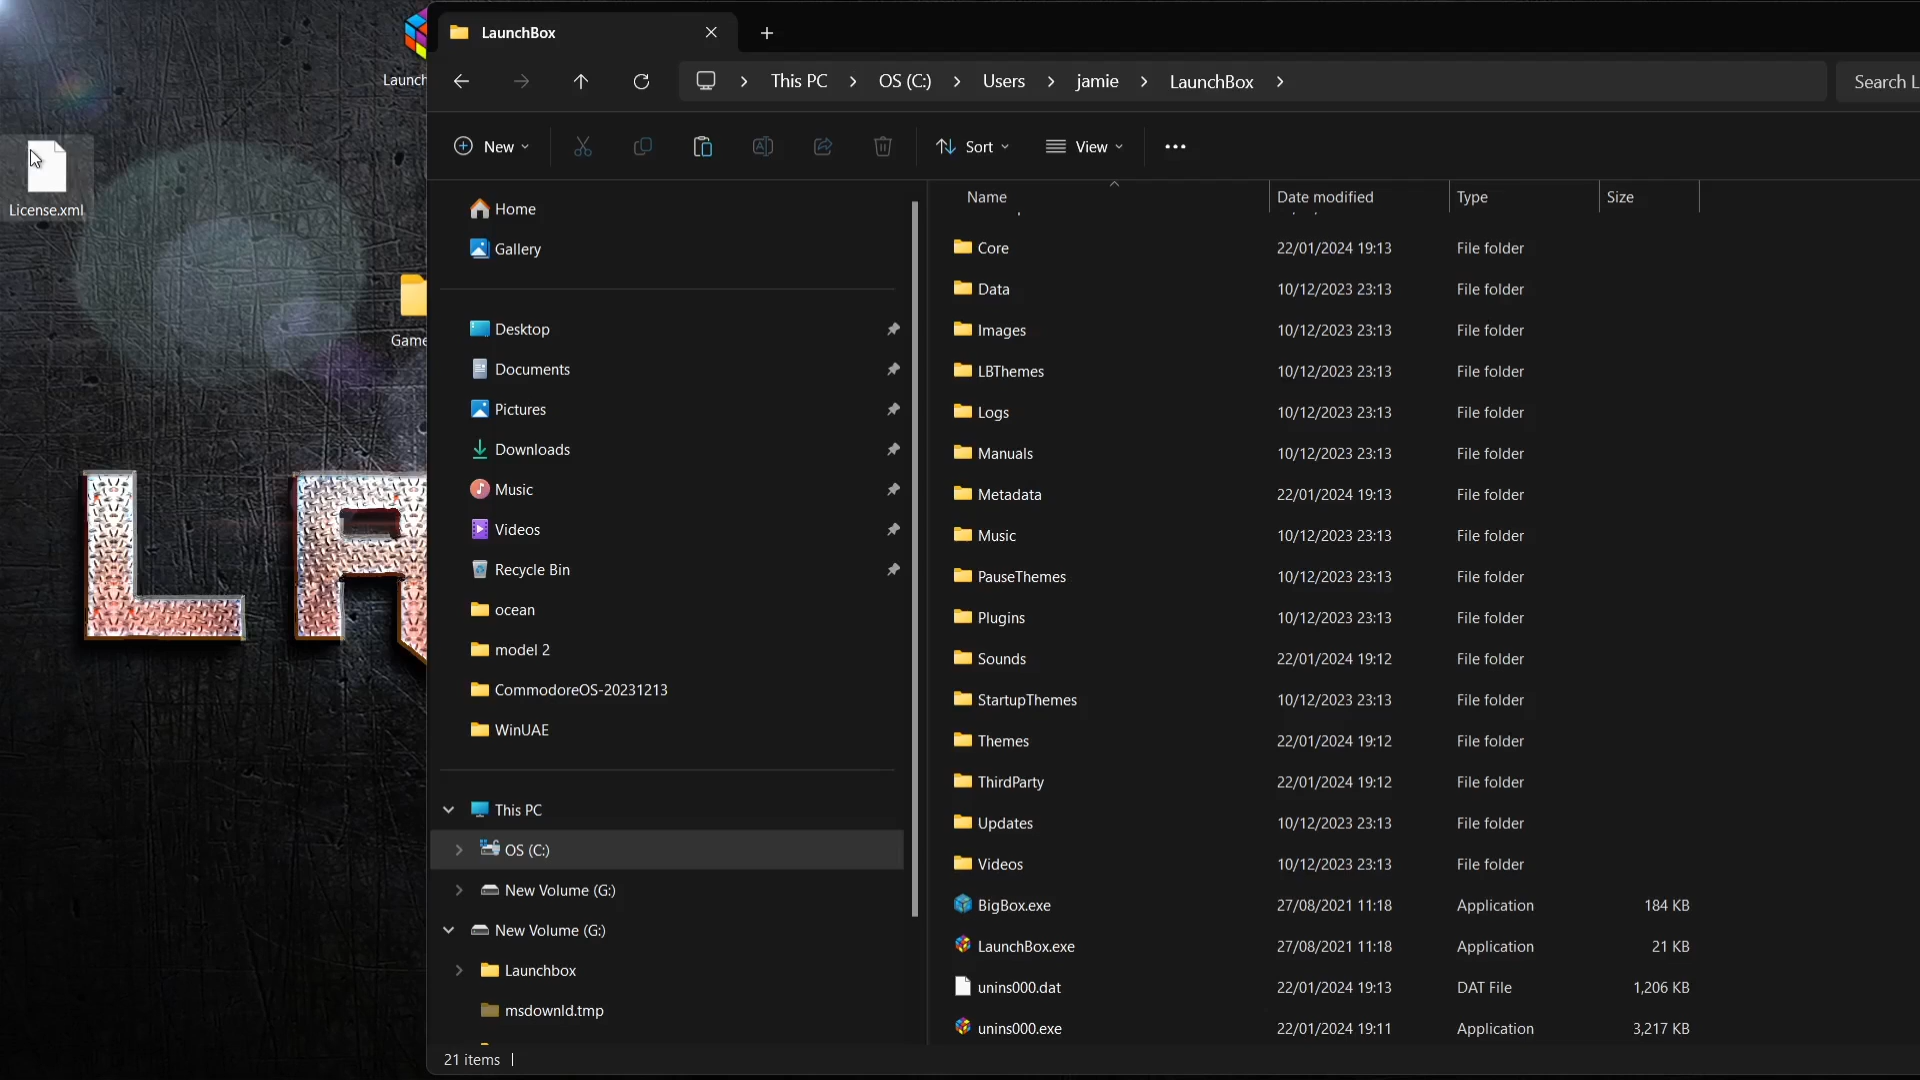 LaunchBox
This PC
OS (C:)
Users
jamie
LaunchBox
Search L
New
Sort
View
Launch
License.xml
Game
L
Home
Gallery
Desktop
Documents
Pictures
Downloads
Music
Videos
Recycle Bin
ocean
model 2
CommodoreOS-20231213
WinUAE
This PC
OS (C:)
New Volume (G:)
New Volume (G:)
Launchbox
msdownld.tmp
Name Date modified Type Size
Core 22/01/2024 19:13 File folder
Data 10/12/2023 23:13 File folder
Images 10/12/2023 23:13 File folder
LBThemes 10/12/2023 23:13 File folder
Logs 10/12/2023 23:13 File folder
Manuals 10/12/2023 23:13 File folder
Metadata 22/01/2024 19:13 File folder
Music 10/12/2023 23:13 File folder
PauseThemes 10/12/2023 23:13 File folder
Plugins 10/12/2023 23:13 File folder
Sounds 22/01/2024 19:12 File folder
StartupThemes 10/12/2023 23:13 File folder
Themes 22/01/2024 19:12 File folder
ThirdParty 22/01/2024 19:12 File folder
Updates 10/12/2023 23:13 File folder
Videos 10/12/2023 23:13 File folder
BigBox.exe 27/08/2021 11:18 Application 184 KB
LaunchBox.exe 27/08/2021 11:18 Application 21 KB
unins000.dat 22/01/2024 19:13 DAT File 1,206 KB
unins000.exe 22/01/2024 19:11 Application 3,217 KB
21 items